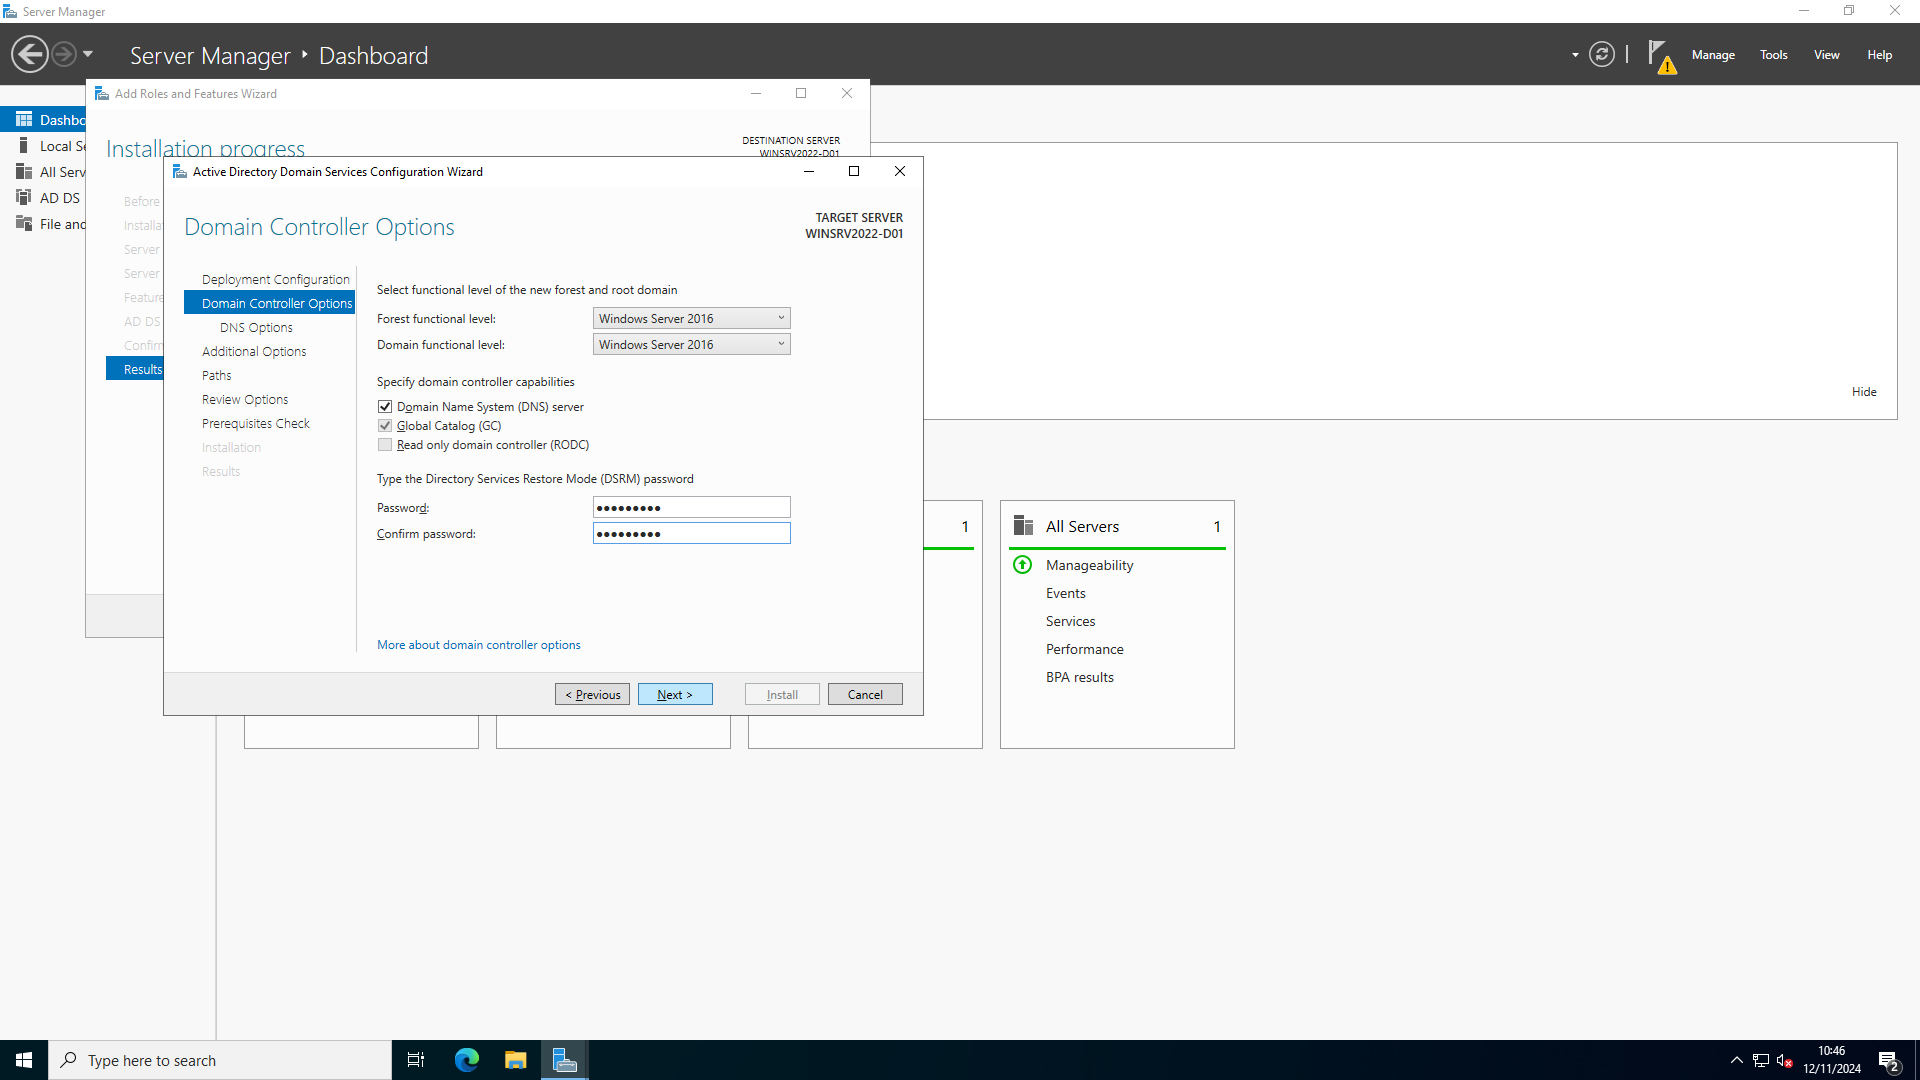 Server Manager
Server Manager ‣ Dashboard
Manage
Tools
View
Help
Dashbo
Local Se
All Serv
AD DS
File and
Add Roles and Features Wizard
Installation progress
DESTINATION SERVER
WINSRV2022-D01
Before
Installa
Server
Server
Feature
AD DS
Confirm
Results
Active Directory Domain Services Configuration Wizard
Domain Controller Options
TARGET SERVER
WINSRV2022-D01
Deployment Configuration
Domain Controller Options
DNS Options
Additional Options
Paths
Review Options
Prerequisites Check
Installation
Results
Select functional level of the new forest and root domain
Forest functional level: Windows Server 2016
Domain functional level: Windows Server 2016
Specify domain controller capabilities
Domain Name System (DNS) server
Global Catalog (GC)
Read only domain controller (RODC)
Type the Directory Services Restore Mode (DSRM) password
Password: ●●●●●●●●●
Confirm password: ●●●●●●●●●
More about domain controller options
< Previous
Next >
Install
Cancel
Hide
1
All Servers 1
Manageability
Events
Services
Performance
BPA results
Type here to search
10:46
12/11/2024
2